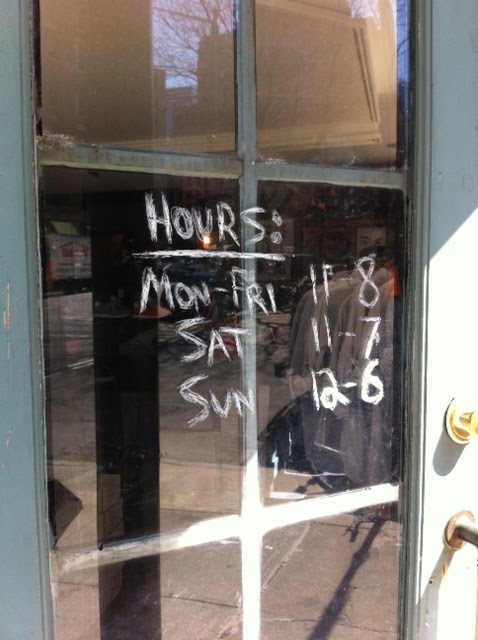 HOURS:
MON-FRI 11-8
SAT 11-7
SUN 12-6